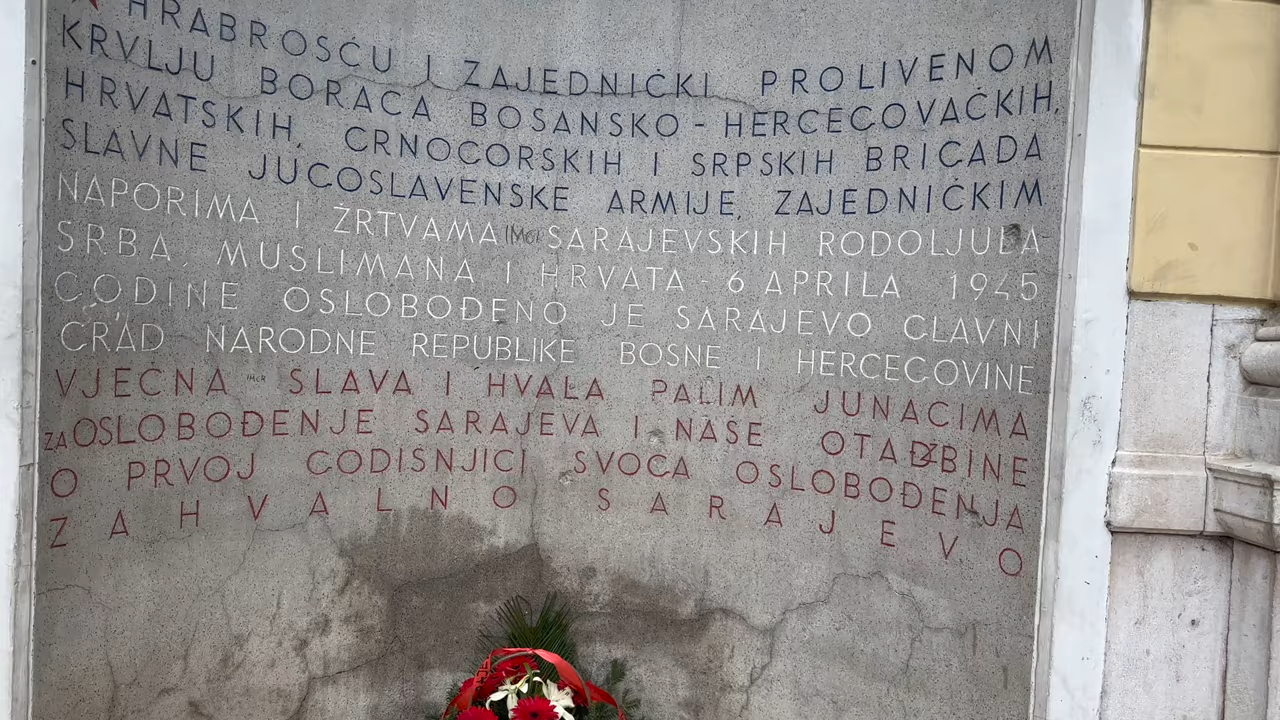 HRABROSĆU I ZAJEDNIČKI PROLIVENOM
KRVLJU BORACA BOSANSKO-HERCEGOVAČKIH,
HRVATSKIH, CRNOGORSKIH I SRPSKIH BRIGADA
SLAVNE JUGOSLAVENSKE ARMIJE, ZAJEDNIČKIM
NAPORIMA I ŽRTVAMA SARAJEVSKIH RODOLJUBA
SRBA, MUSLIMANA I HRVATA - 6 APRILA 1945
GODINE OSLOBOĐENO JE SARAJEVO GLAVNI
GRAD NARODNE REPUBLIKE BOSNE I HERCEGOVINE
VJEČNA SLAVA I HVALA PALIM JUNACIMA
ZA OSLOBOĐENJE SARAJEVA I NAŠE OTADŽBINE
O PRVOJ GODIŠNJICI SVOGA OSLOBOĐENJA
ZAHVALNO SARAJEVO